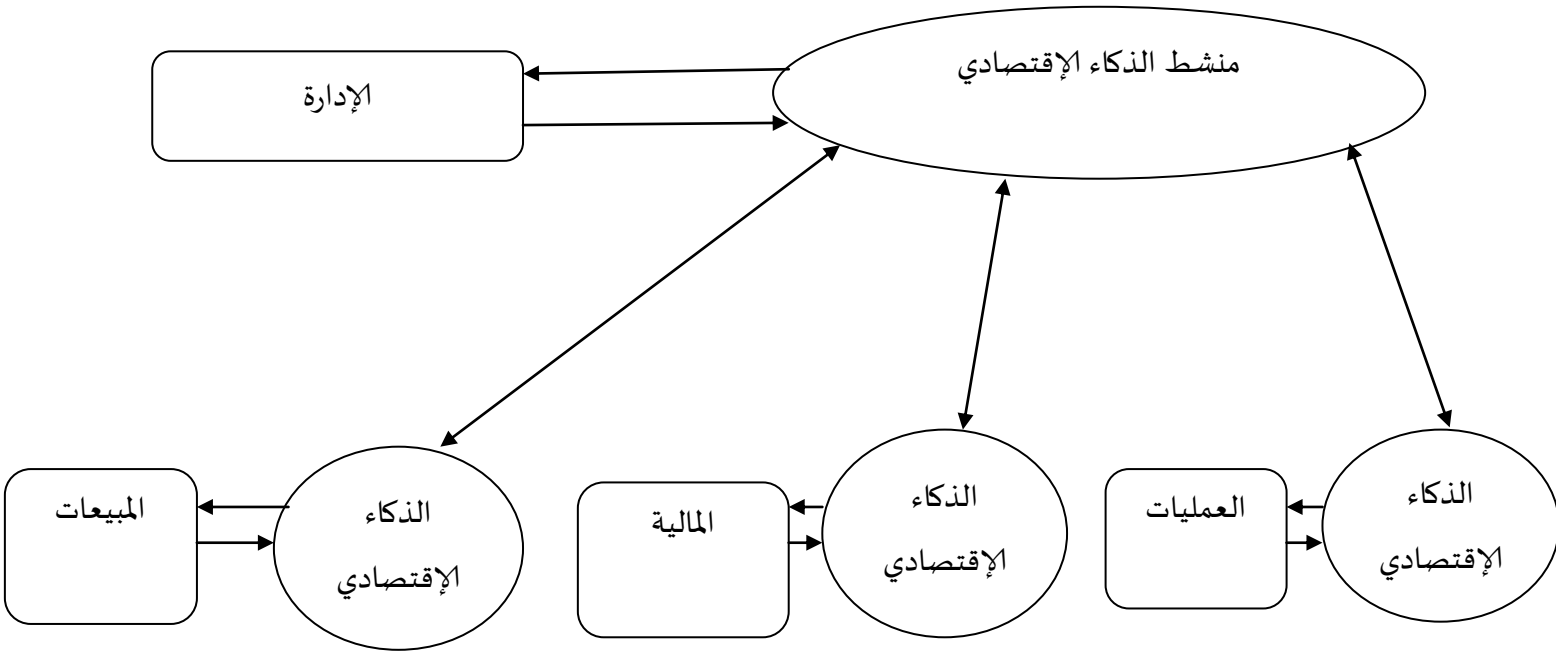 منشط الذكاء الإقتصادي
الإدارة
الذكاء
الإقتصادي
العمليات
الذكاء
الإقتصادي
المالية
الذكاء
الإقتصادي
المبيعات